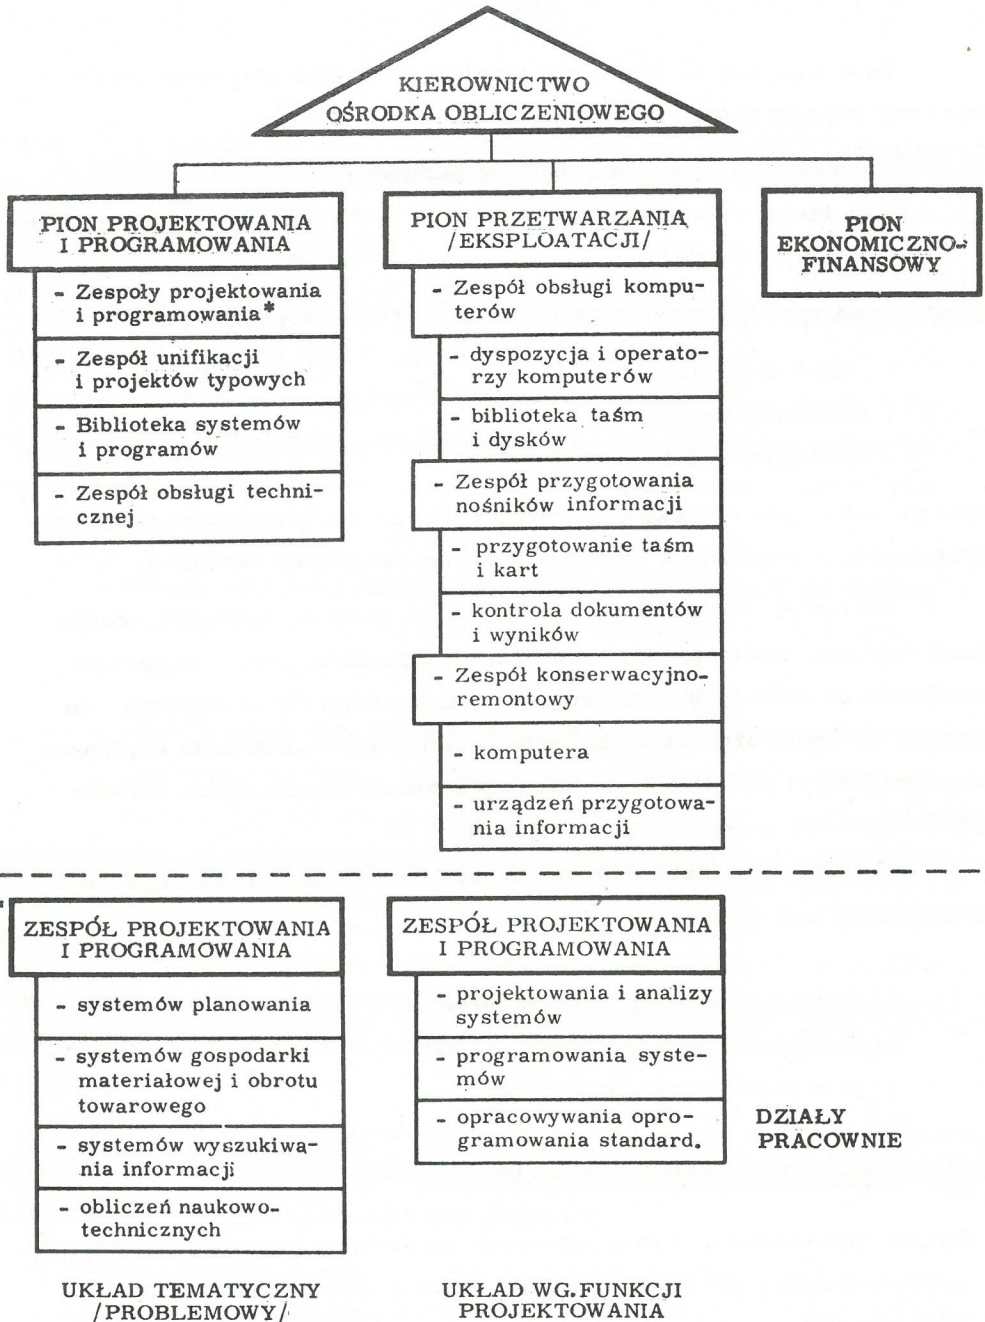 KIEROWNICTWO
OŚRODKA OBLICZENIOWEGO
PION PROJEKTOWANIA
I PROGRAMOWANIA
- Zespoły projektowania
i programowania*
- Zespół unifikacji
i projektów typowych
- Biblioteka systemów
i programów
- Zespół obsługi techni-
cznej
PION PRZETWARZANIA
/EKSPLOATACJI/
- Zespół obsługi kompu-
terów
- dyspozycja i operato-
rzy komputerów
- biblioteka taśm
i dysków
- Zespół przygotowania
nośników informacji
- przygotowanie taśm
i kart
- kontrola dokumentów
i wyników
- Zespół konserwacyjno-
remontowy
- komputera
- urządzeń przygotowa-
nia informacji
PION
EKONOMICZNO-
FINANSOWY
ZESPÓŁ PROJEKTOWANIA
I PROGRAMOWANIA
- systemów planowania
- systemów gospodarki
materiałowej i obrotu
towarowego
- systemów wyszukiwa-
nia informacji
- obliczeń naukowo-
technicznych
UKŁAD TEMATYCZNY
/PROBLEMOWY/
ZESPÓŁ PROJEKTOWANIA
I PROGRAMOWANIA
- projektowania i analizy
systemów
- programowania syste-
mów
- opracowywania opro-
gramowania standard.
UKŁAD WG.FUNKCJI
PROJEKTOWANIA
DZIAŁY
PRACOWNIE